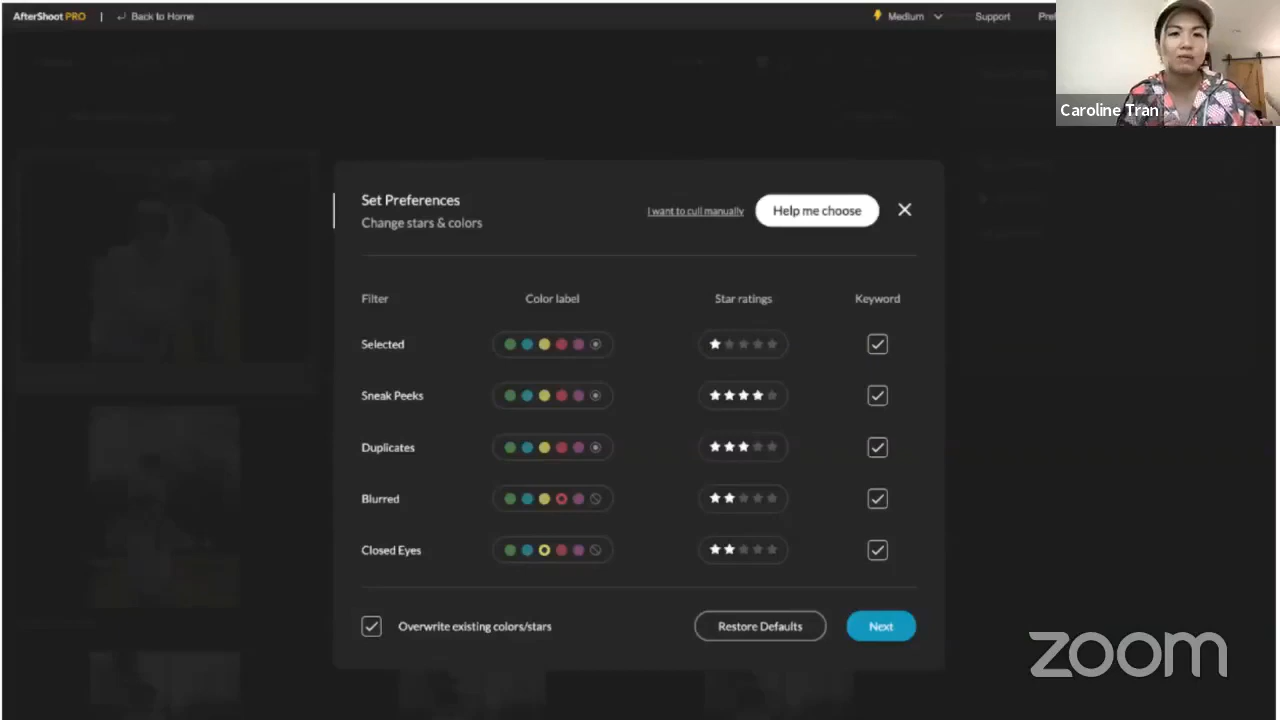 AfterShoot PRO | Back to Home Medium Support
Caroline Tran
Set Preferences
Change stars & colors
I want to cull manually
Help me choose
Filter Color label Star ratings Keyword
Selected
Sneak Peeks
Duplicates
Blurred
Closed Eyes
Overwrite existing colors/stars
Restore Defaults
Next
zoom